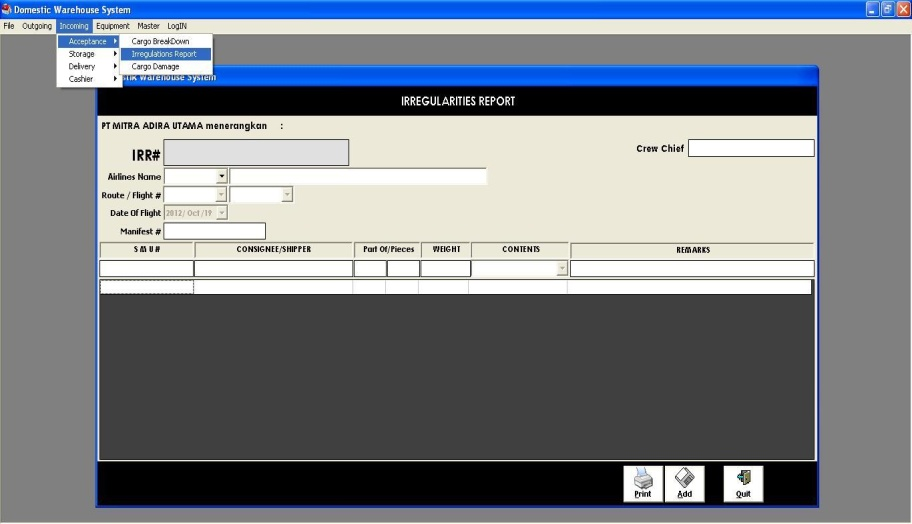 Domestic Warehouse System
File Outgoing Incoming Equipment Master LogIN
Acceptance Cargo BreakDown
Storage Irregulations Report
Delivery Cargo Damage
Cashier
stik Warehouse System
IRREGULARITIES REPORT
PT MITRA ADIRA UTAMA menerangkan :
IRR# Crew Chief
Airlines Name
Route / Flight #
Date Of Flight 2012/ Oct /19
Manifest #
S M U # CONSIGNEE/SHIPPER Part Of/Pieces WEIGHT CONTENTS REMARKS
Print Add Quit